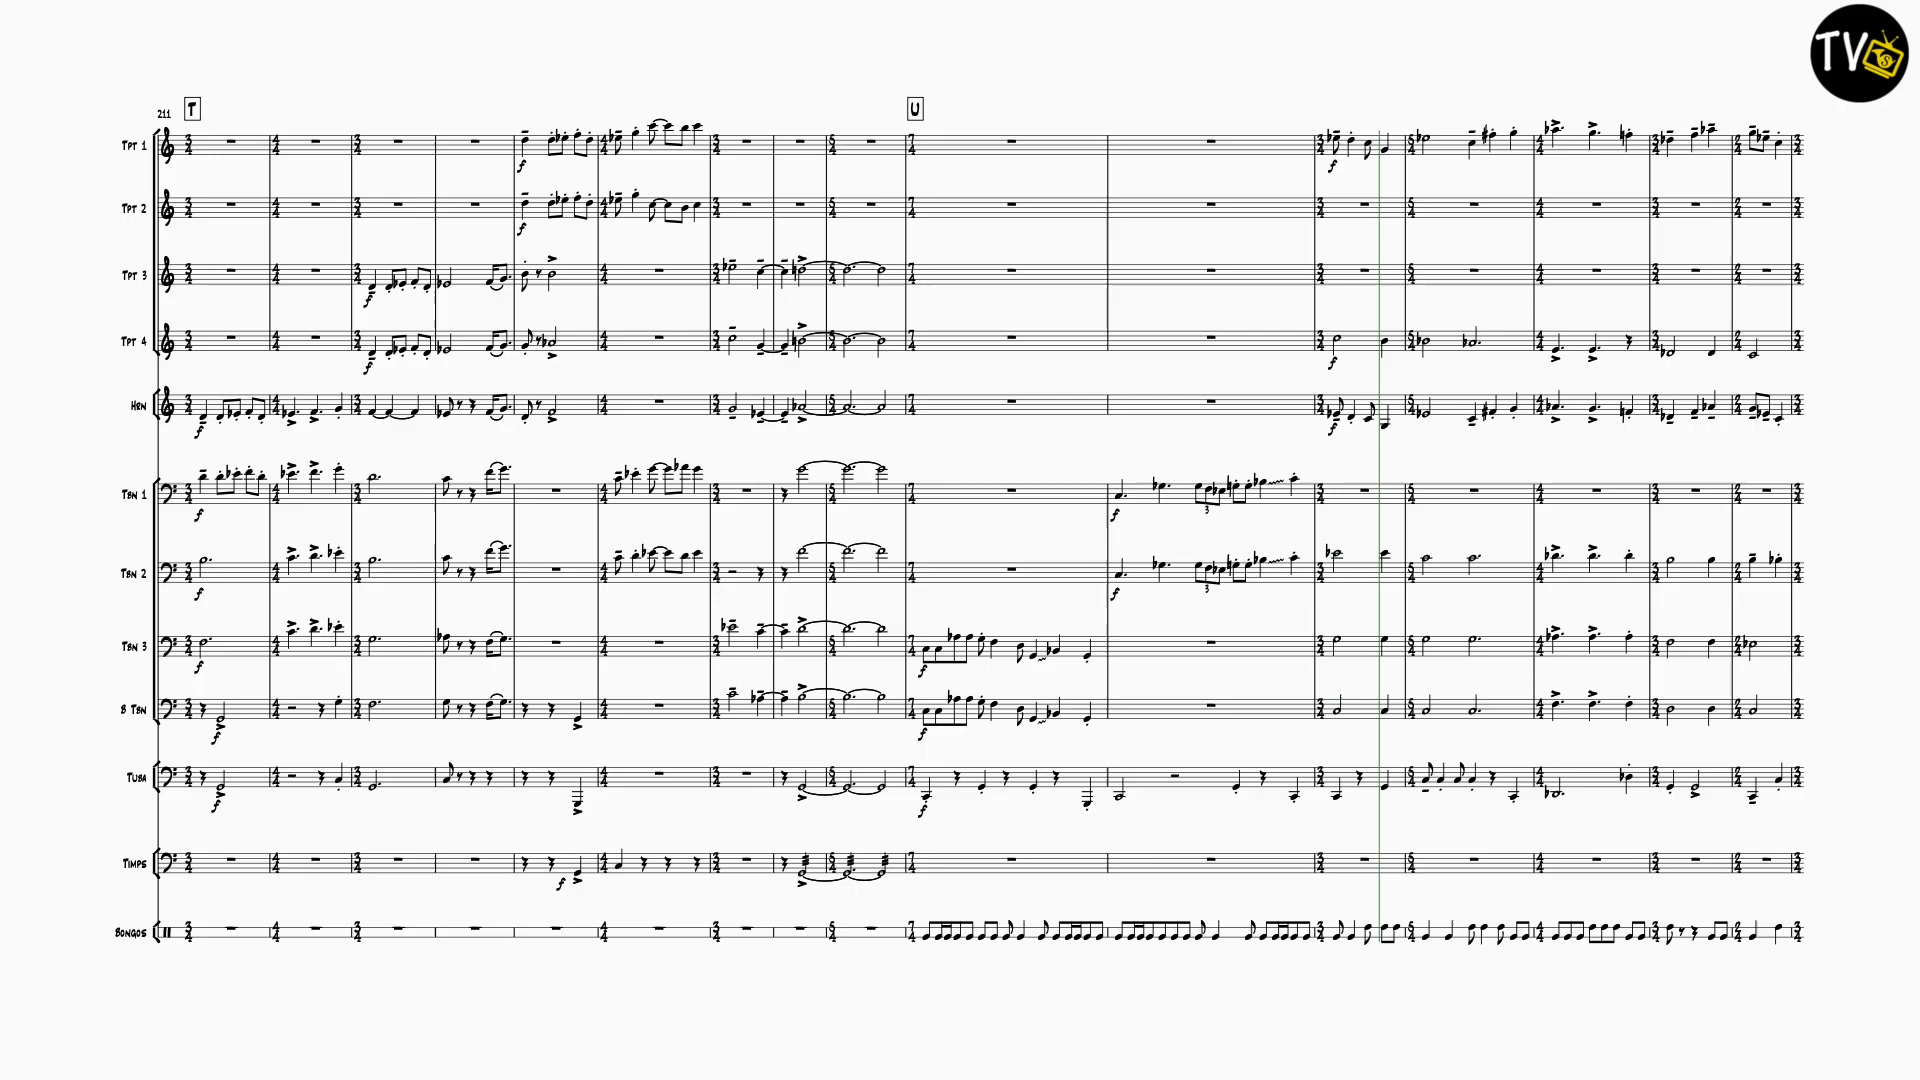 TV
T
U
211
Tpt 1
Tpt 2
Tpt 3
Tpt 4
Hrn
Tbn 1
Tbn 2
Tbn 3
B Tbn
Tuba
Timps
Bongos